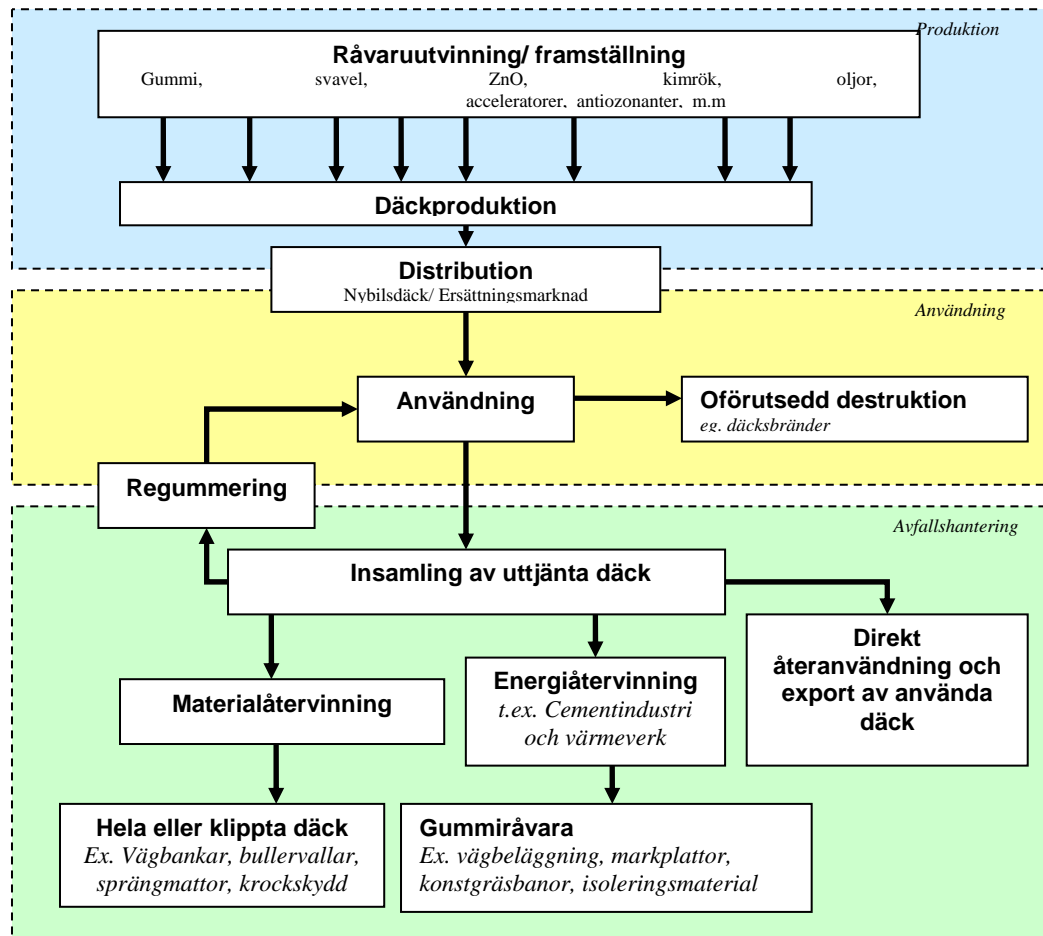 Produktion
Råvaruutvinning/ framställning
Gummi, svavel, ZnO, kimrök, oljor,
acceleratorer, antiozonanter, m.m
Däckproduktion
Distribution
Nybilsdäck/ Ersättningsmarknad
Användning
Användning
Oförutsedd destruktion
eg. däcksbränder
Regummering
Avfallshantering
Insamling av uttjänta däck
Direkt
återanvändning och
export av använda
däck
Materialåtervinning
Energiåtervinning
t.ex. Cementindustri
och värmeverk
Hela eller klippta däck
Ex. Vägbankar, bullervallar,
sprängmattor, krockskydd
Gummiråvara
Ex. vägbeläggning, markplattor,
konstgräsbanor, isoleringsmaterial